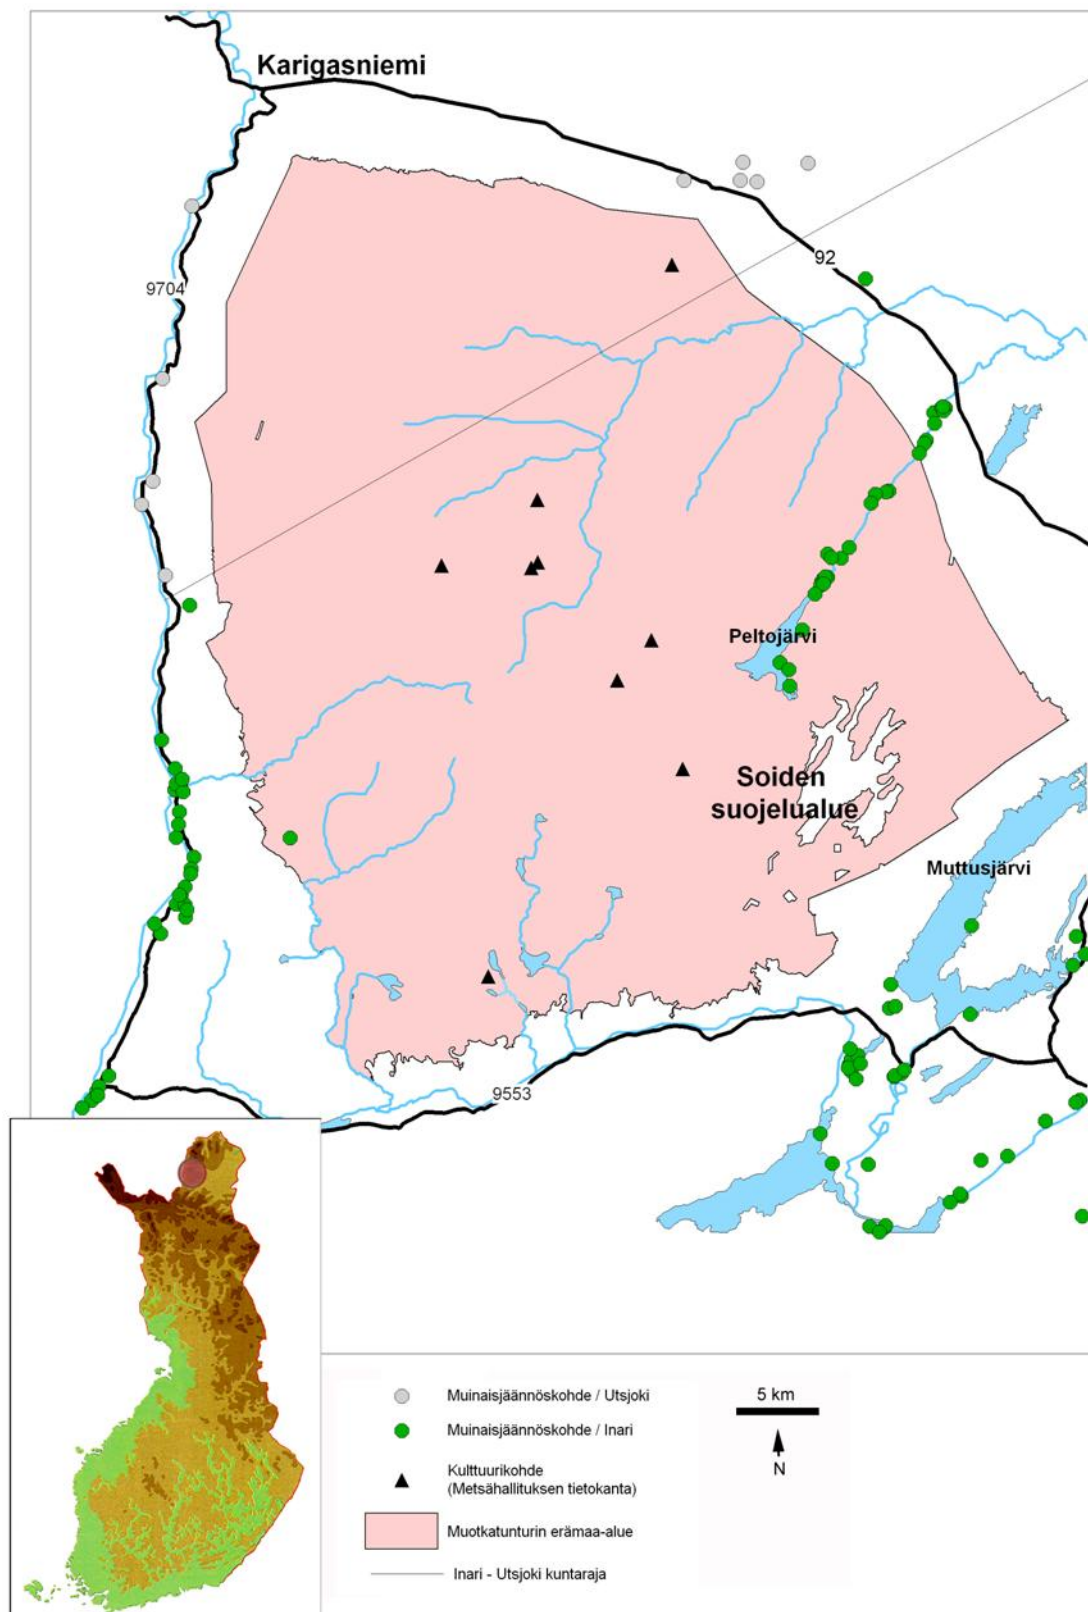 Karigasniemi
92
9704
Peltojärvi
Soiden
suojelualue
Muttusjärvi
9553
Muinaisjäännöskohde / Utsjoki
Muinaisjäännöskohde / Inari
Kulttuurikohde
(Metsähallituksen tietokanta)
Muotkatunturin erämaa-alue
Inari - Utsjoki kuntaraja
5 km
N